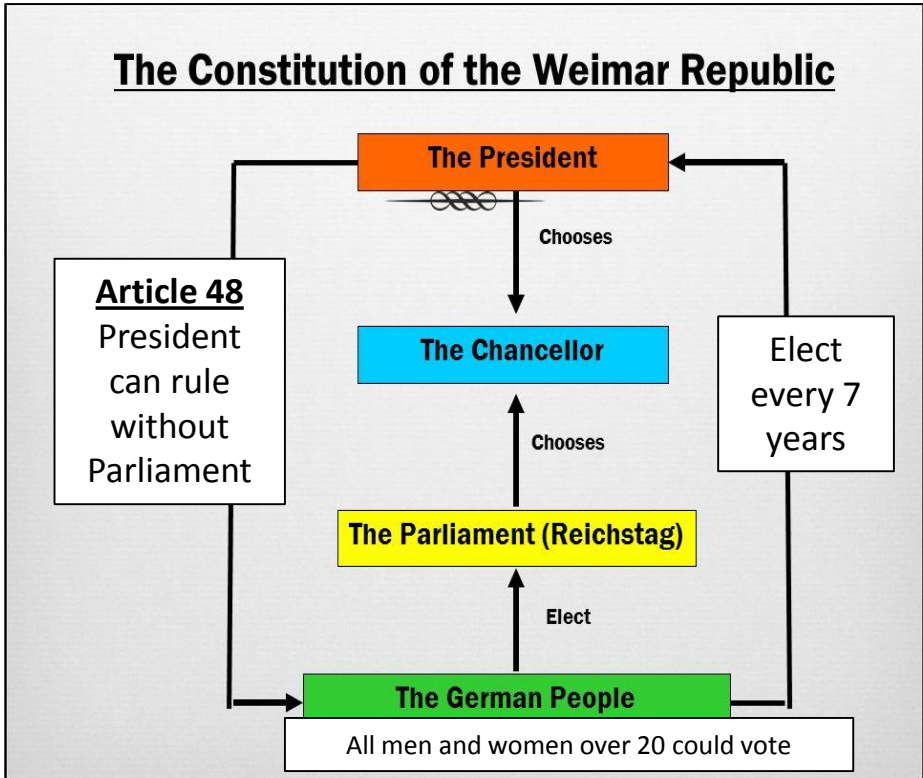 The Constitution of the Weimar Republic
The President
Chooses
Article 48
President
can rule
without
Parliament
The Chancellor
Elect
every 7
years
Chooses
The Parliament (Reichstag)
Elect
The German People
All men and women over 20 could vote